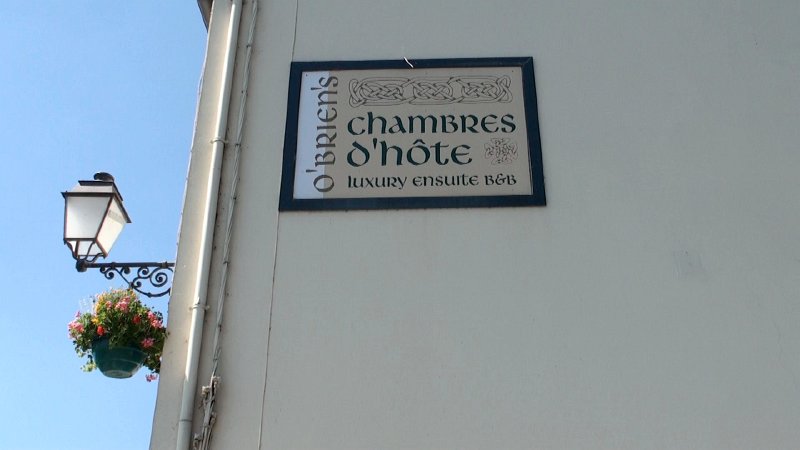 O'BRIEN'S
CHAMBRES
D'HÔTE
LUXURY ENSUITE B&B